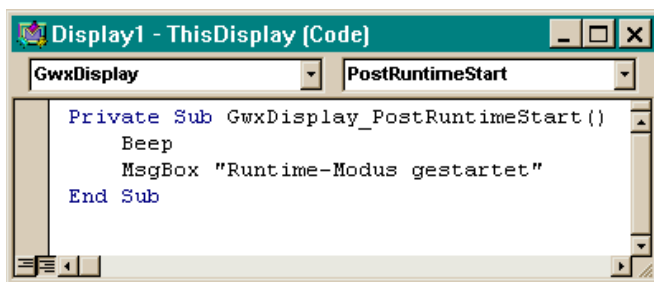 Display1 - ThisDisplay (Code)
GwxDisplay PostRuntimeStart
Private Sub GwxDisplay_PostRuntimeStart()
Beep
MsgBox "Runtime-Modus gestartet"
End Sub